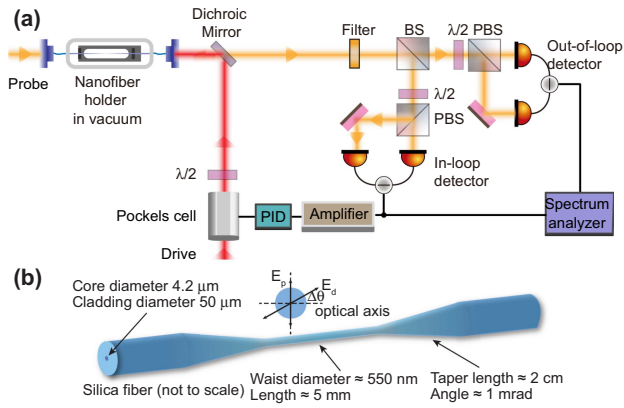 (a)
Dichroic
Mirror
Filter
BS
λ/2
PBS
Out-of-loop
detector
Probe
Nanofiber
holder
in vacuum
λ/2
PBS
In-loop
detector
λ/2
Pockels cell
PID
Amplifier
Spectrum
analyzer
Drive
(b)
Core diameter 4.2 μm
Cladding diameter 50 μm
E_p
E_d
Δθ
optical axis
Silica fiber (not to scale)
Waist diameter ≈ 550 nm
Length ≈ 5 mm
Taper length ≈ 2 cm
Angle ≈ 1 mrad